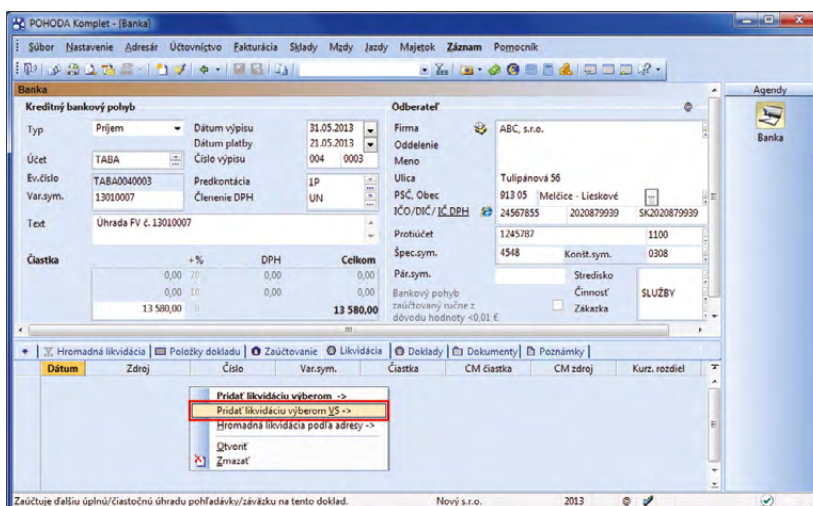 POHODA Komplet - [Banka]
Súbor Nastavenie Adresár Účtovníctvo Fakturácia Sklady Mzdy Jazdy Majetok Záznam Pomocník
Banka
Agendy
Kreditný bankový pohyb
Odberateľ @
Banka
Typ Príjem Dátum výpisu 31.05.2013 Firma ABC, s.r.o.
Dátum platby 21.05.2013 Oddelenie
Účet TABA Číslo výpisu 004 0003 Meno
Ev.číslo TABA0040003 Predkontácia 1P Ulica Tulipánová 56
Var.sym. 13010007 Členenie DPH UN PSČ, Obec 913 05 Melčice - Lieskové ...
IČO/DIČ/IČ DPH 24567855 2020879939 SK2020879939
Text Úhrada FV č. 13010007 Protiúčet 1245787 1100
Špec.sym. 4548 Konšt.sym. 0308
Čiastka +% DPH Celkom Pár.sym. Stredisko
0,00 20 0,00 0,00
0,00 10 0,00 0,00 Bankový pohyb Činnosť SLUŽBY
13 580,00 0 13 580,00 zaúčtovaný ručne z Zákazka
dôvodu hodnoty <0,01 €
Hromadná likvidácia Položky dokladu Zaúčtovanie Likvidácia Doklady Dokumenty Poznámky
Dátum Zdroj Číslo Var.sym. Čiastka CM čiastka CM zdroj Kurz. rozdiel
Pridať likvidáciu výberom ->
Pridať likvidáciu výberom VS ->
Hromadná likvidácia podľa adresy ->
Otvoriť
Zmazať
Zaúčtuje ďalšiu úplnú/čiastočnú úhradu pohľadávky/záväzku na tento doklad. Nový s.r.o. 2013 @